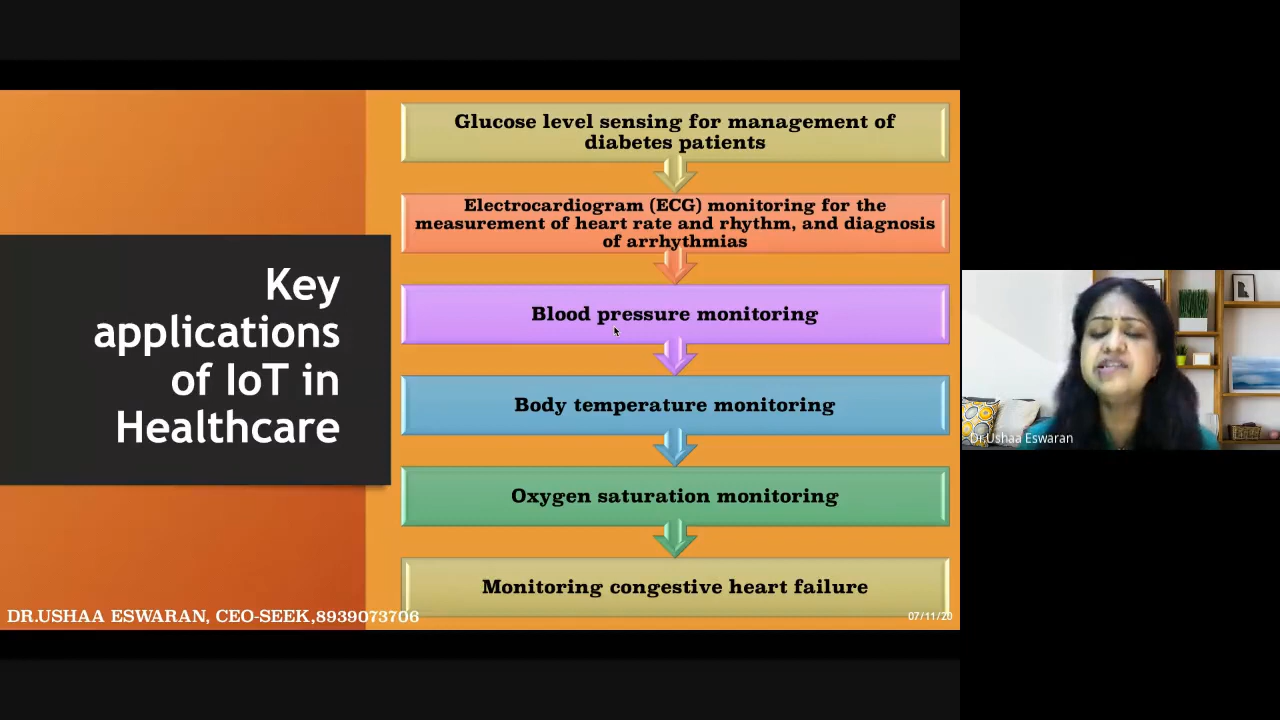 Key
applications
of IoT in
Healthcare
Glucose level sensing for management of
diabetes patients
Electrocardiogram (ECG) monitoring for the
measurement of heart rate and rhythm, and diagnosis
of arrhythmias
Blood pressure monitoring
Body temperature monitoring
Oxygen saturation monitoring
Monitoring congestive heart failure
DR.USHAA ESWARAN, CEO-SEEK,8939073706
07/11/20
Dr.Ushaa Eswaran